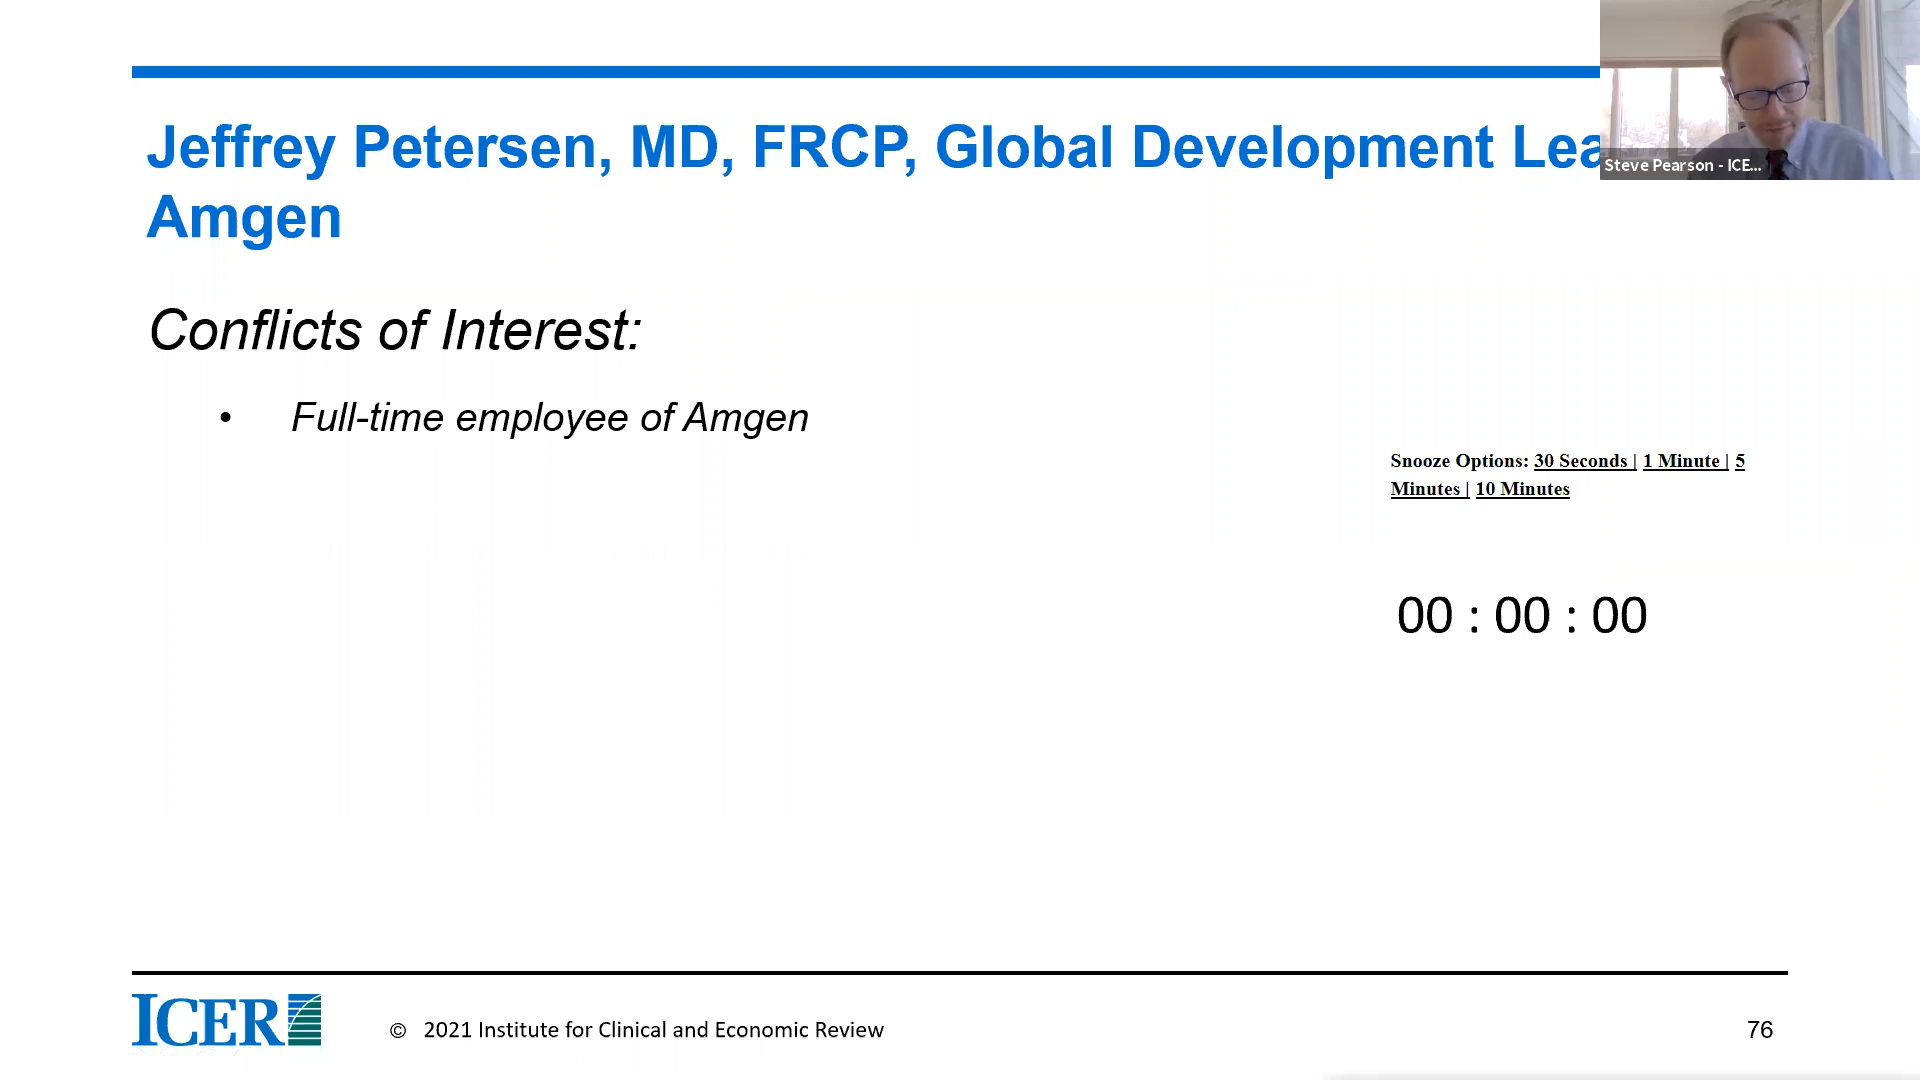 Jeffrey Petersen, MD, FRCP, Global Development Lea
Amgen
Steve Pearson - ICE...
Conflicts of Interest:
• Full-time employee of Amgen
Snooze Options: 30 Seconds | 1 Minute | 5
Minutes | 10 Minutes
00 : 00 : 00
ICER
© 2021 Institute for Clinical and Economic Review
76